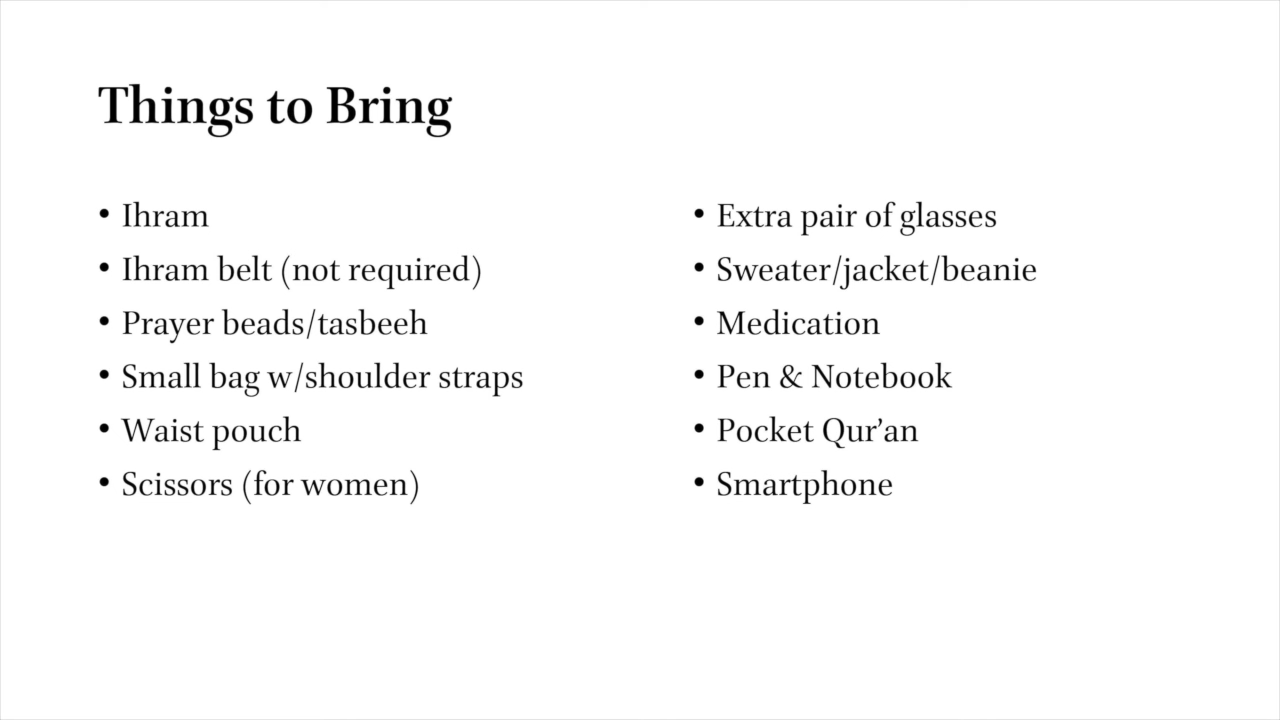 Things to Bring
• Ihram
• Ihram belt (not required)
• Prayer beads/tasbeeh
• Small bag w/shoulder straps
• Waist pouch
• Scissors (for women)
• Extra pair of glasses
• Sweater/jacket/beanie
• Medication
• Pen & Notebook
• Pocket Qur’an
• Smartphone